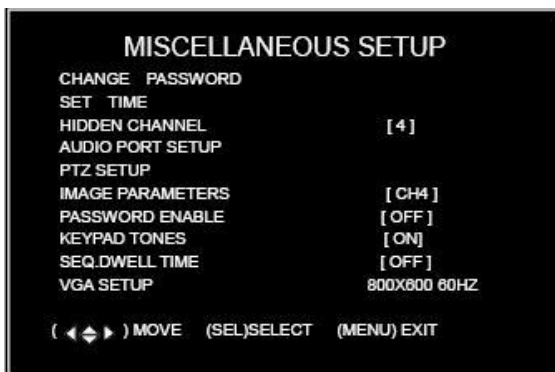 MISCELLANEOUS SETUP
CHANGE PASSWORD
SET TIME
HIDDEN CHANNEL [ 4 ]
AUDIO PORT SETUP
PTZ SETUP
IMAGE PARAMETERS [ CH4 ]
PASSWORD ENABLE [ OFF ]
KEYPAD TONES [ ON]
SEQ.DWELL TIME [ OFF ]
VGA SETUP 800X600 60HZ
( ◀ ⬘ ▶ ) MOVE (SEL)SELECT (MENU) EXIT